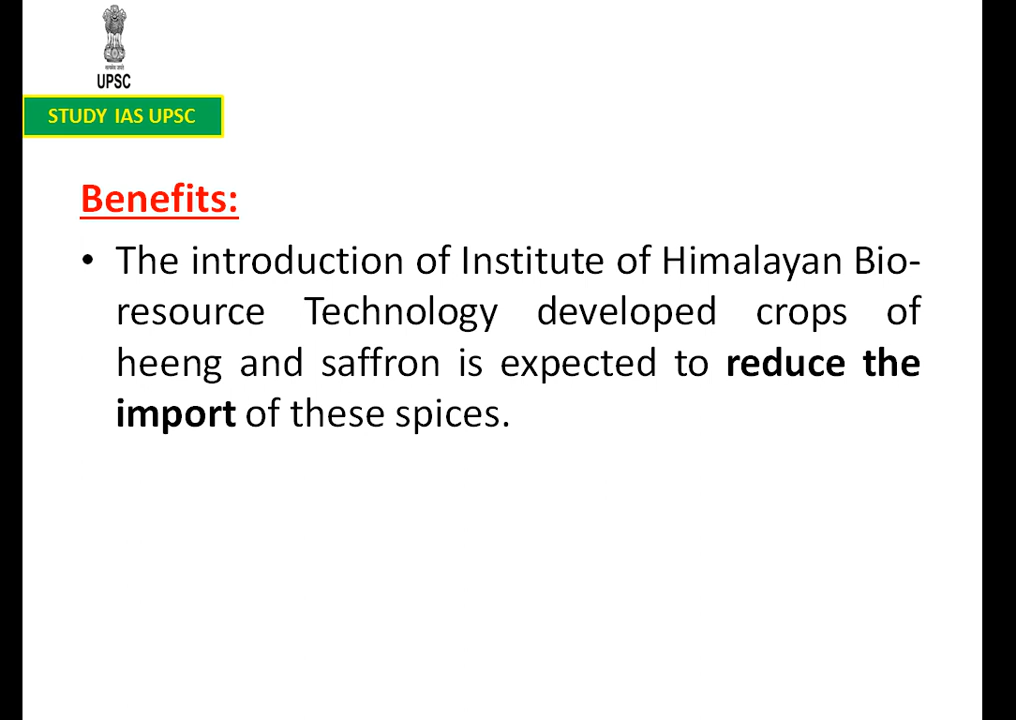 UPSC
STUDY IAS UPSC
Benefits:
• The introduction of Institute of Himalayan Bio-
resource Technology developed crops of
heeng and saffron is expected to reduce the
import of these spices.